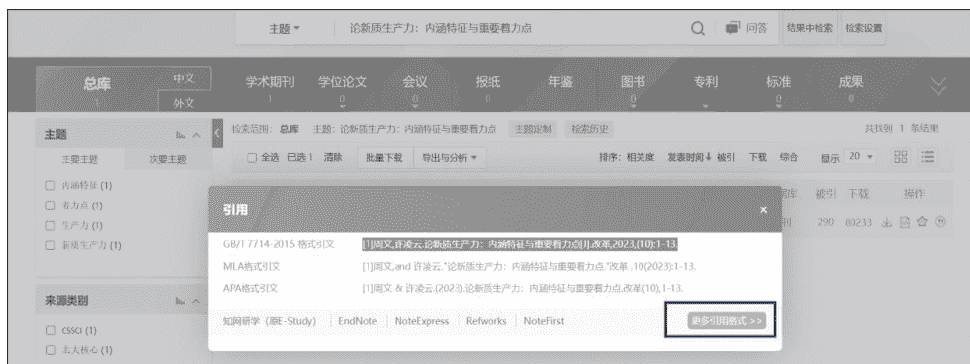 主题 论新质生产力：内涵特征与重要着力点 问答 结果中检索 检索设置
总库 中文 学术期刊 学位论文 会议 报纸 年鉴 图书 专利 标准 成果
1 外文 1 0 0 0 0 0 0
主题 检索范围：总库 主题：论新质生产力：内涵特征与重要着力点 主题定制 检索历史 共找到 1 条结果
主要主题 次要主题 全选 已选 1 清除 批量下载 导出与分析 排序：相关度 发表时间↓ 被引 下载 综合 显示 20
内涵特征 (1) 被引 下载 操作
着力点 (1) 刊 290 80233
生产力 (1)
新质生产力 (1)
引用 ×
GB/T 7714-2015 格式引文 [1]周文,许凌云.论新质生产力：内涵特征与重要着力点[J].改革,2023,(10):1-13.
MLA格式引文 [1]周文,and 许凌云."论新质生产力：内涵特征与重要着力点."改革 .10(2023):1-13.
APA格式引文 [1]周文 & 许凌云.(2023).论新质生产力：内涵特征与重要着力点.改革(10),1-13.
来源类别
知网研学（原E-Study） EndNote NoteExpress Refworks NoteFirst 更多引用格式 >>
CSSCI (1)
北大核心 (1)